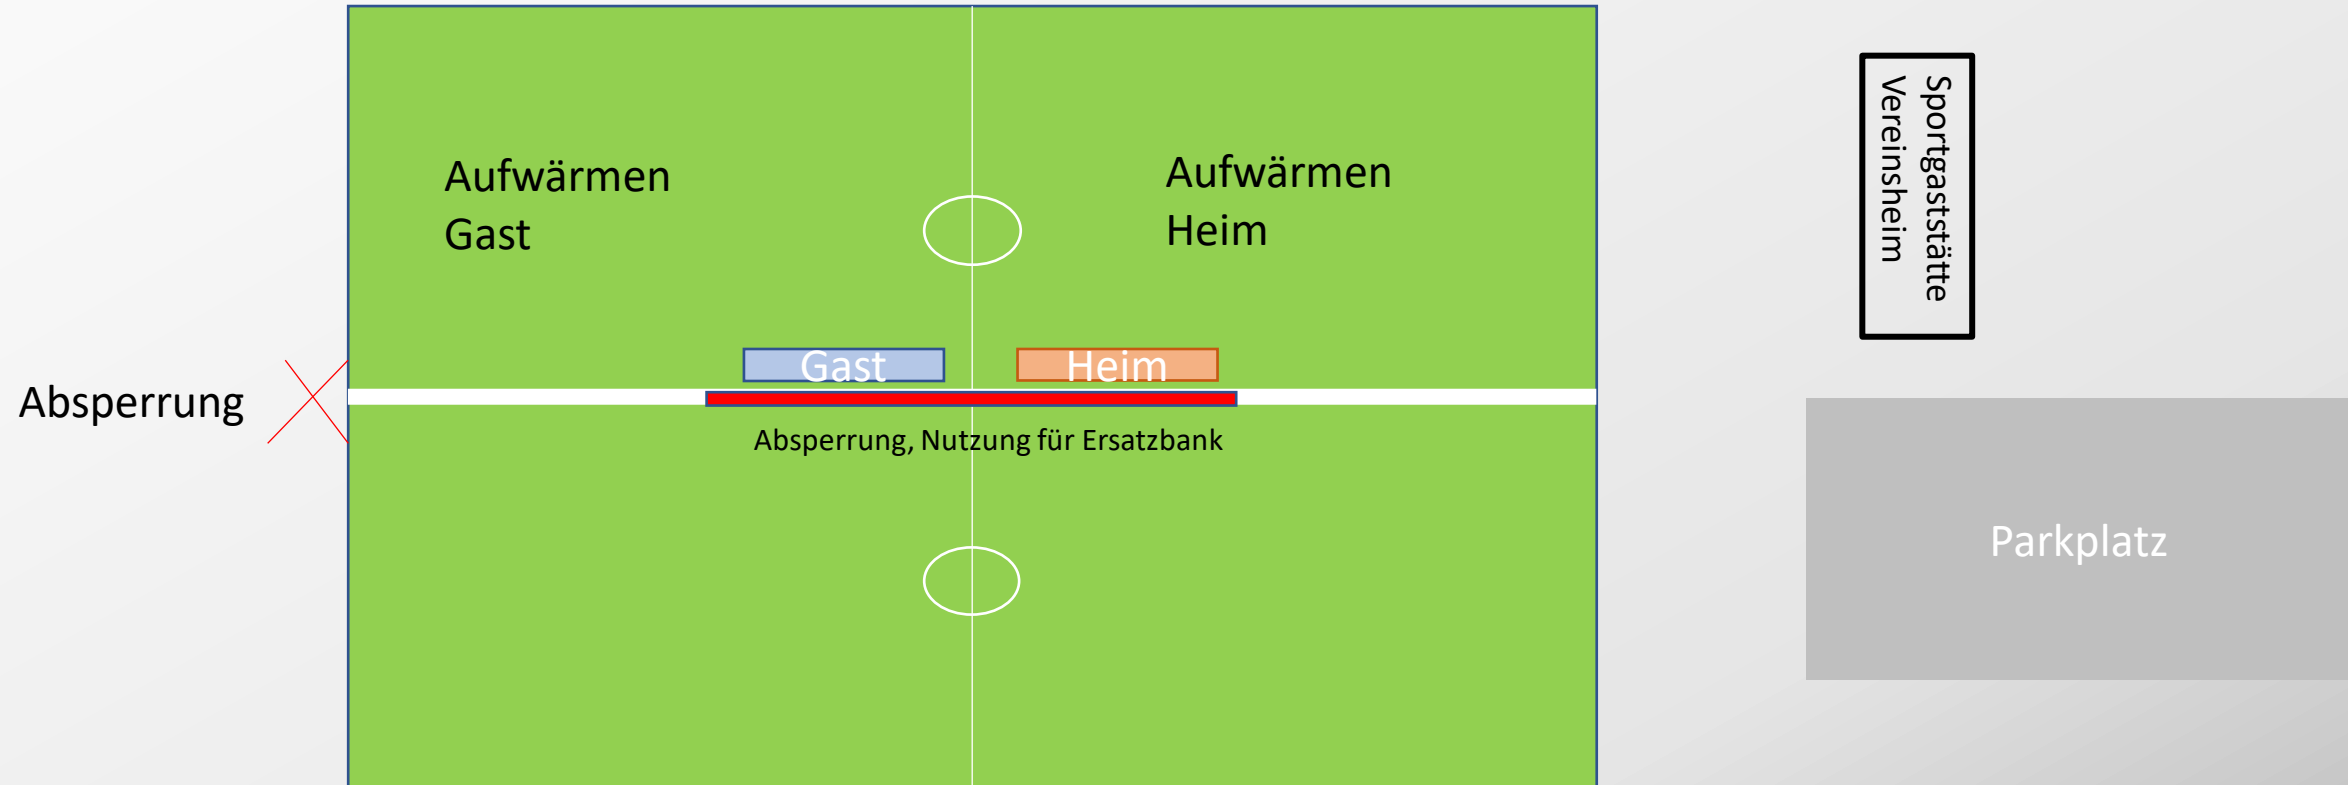 Aufwärmen
Gast
Aufwärmen
Heim
Sportgaststätte
Vereinsheim
Gast
Heim
Absperrung
Absperrung, Nutzung für Ersatzbank
Parkplatz